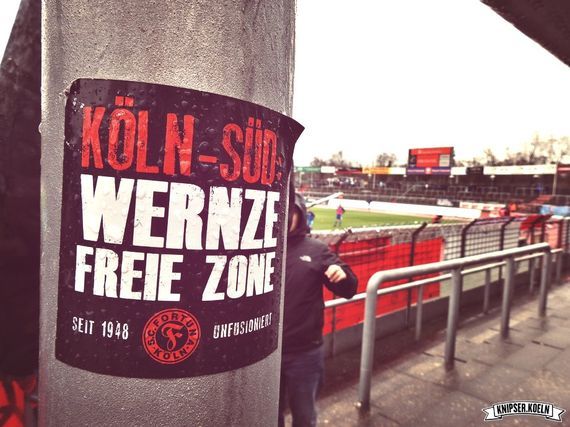 KÖLN-SÜD:
WERNZE
FREIE ZONE
SEIT 1948
S.C. FORTUNA
KÖLN
UNFUSIONIERT
KNIPSER.KOELN